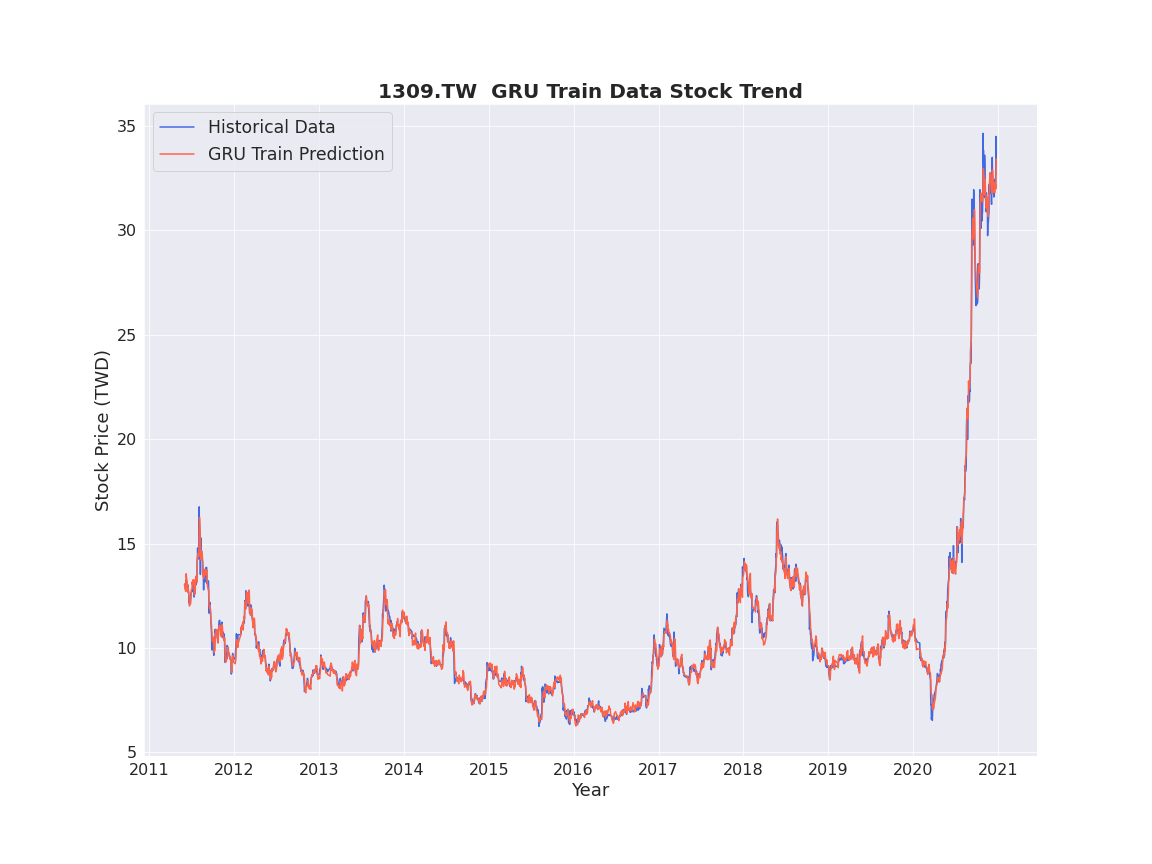 1309.TW  GRU Train Data Stock Trend
Historical Data
GRU Train Prediction
Stock Price (TWD)
35
30
25
20
15
10
5
2011 2012 2013 2014 2015 2016 2017 2018 2019 2020 2021
Year